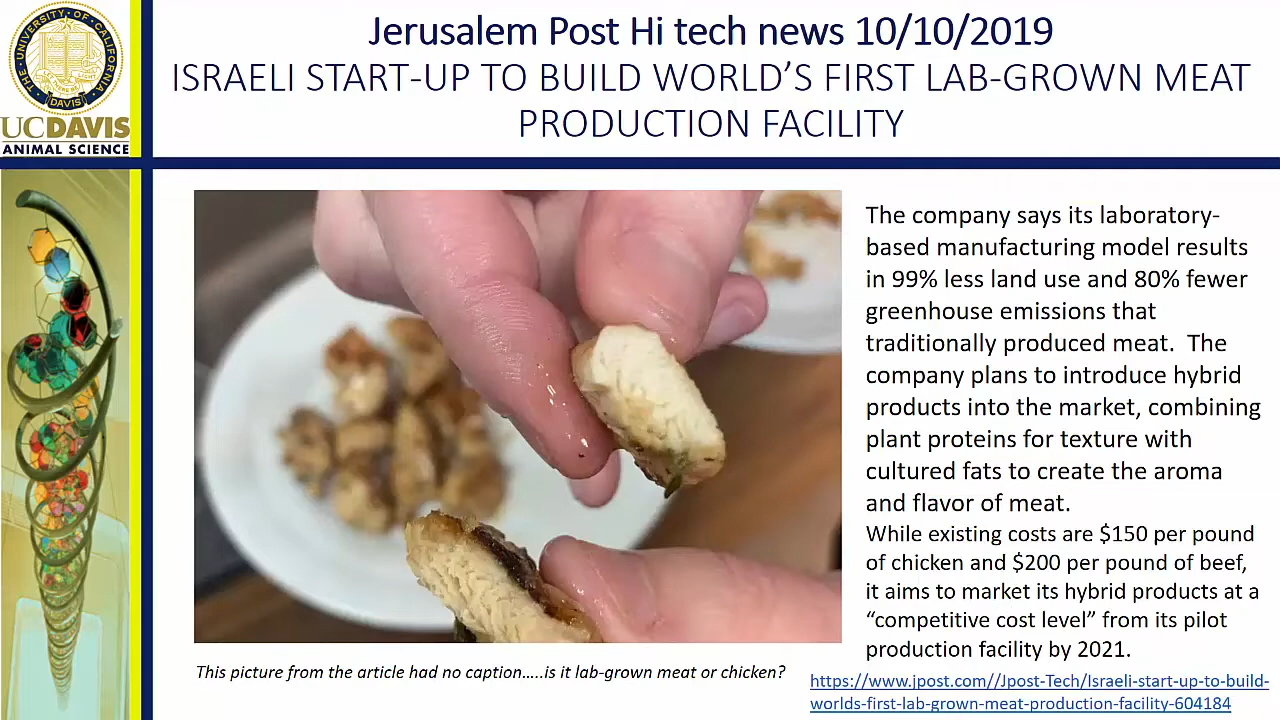 THE UNIVERSITY OF CALIFORNIA
DAVIS
UCDAVIS
ANIMAL SCIENCE
Jerusalem Post Hi tech news 10/10/2019
ISRAELI START-UP TO BUILD WORLD’S FIRST LAB-GROWN MEAT
PRODUCTION FACILITY
The company says its laboratory-
based manufacturing model results
in 99% less land use and 80% fewer
greenhouse emissions that
traditionally produced meat.  The
company plans to introduce hybrid
products into the market, combining
plant proteins for texture with
cultured fats to create the aroma
and flavor of meat.
While existing costs are $150 per pound
of chicken and $200 per pound of beef,
it aims to market its hybrid products at a
“competitive cost level” from its pilot
production facility by 2021.
This picture from the article had no caption…..is it lab-grown meat or chicken?
https://www.jpost.com//Jpost-Tech/Israeli-start-up-to-build-
worlds-first-lab-grown-meat-production-facility-604184